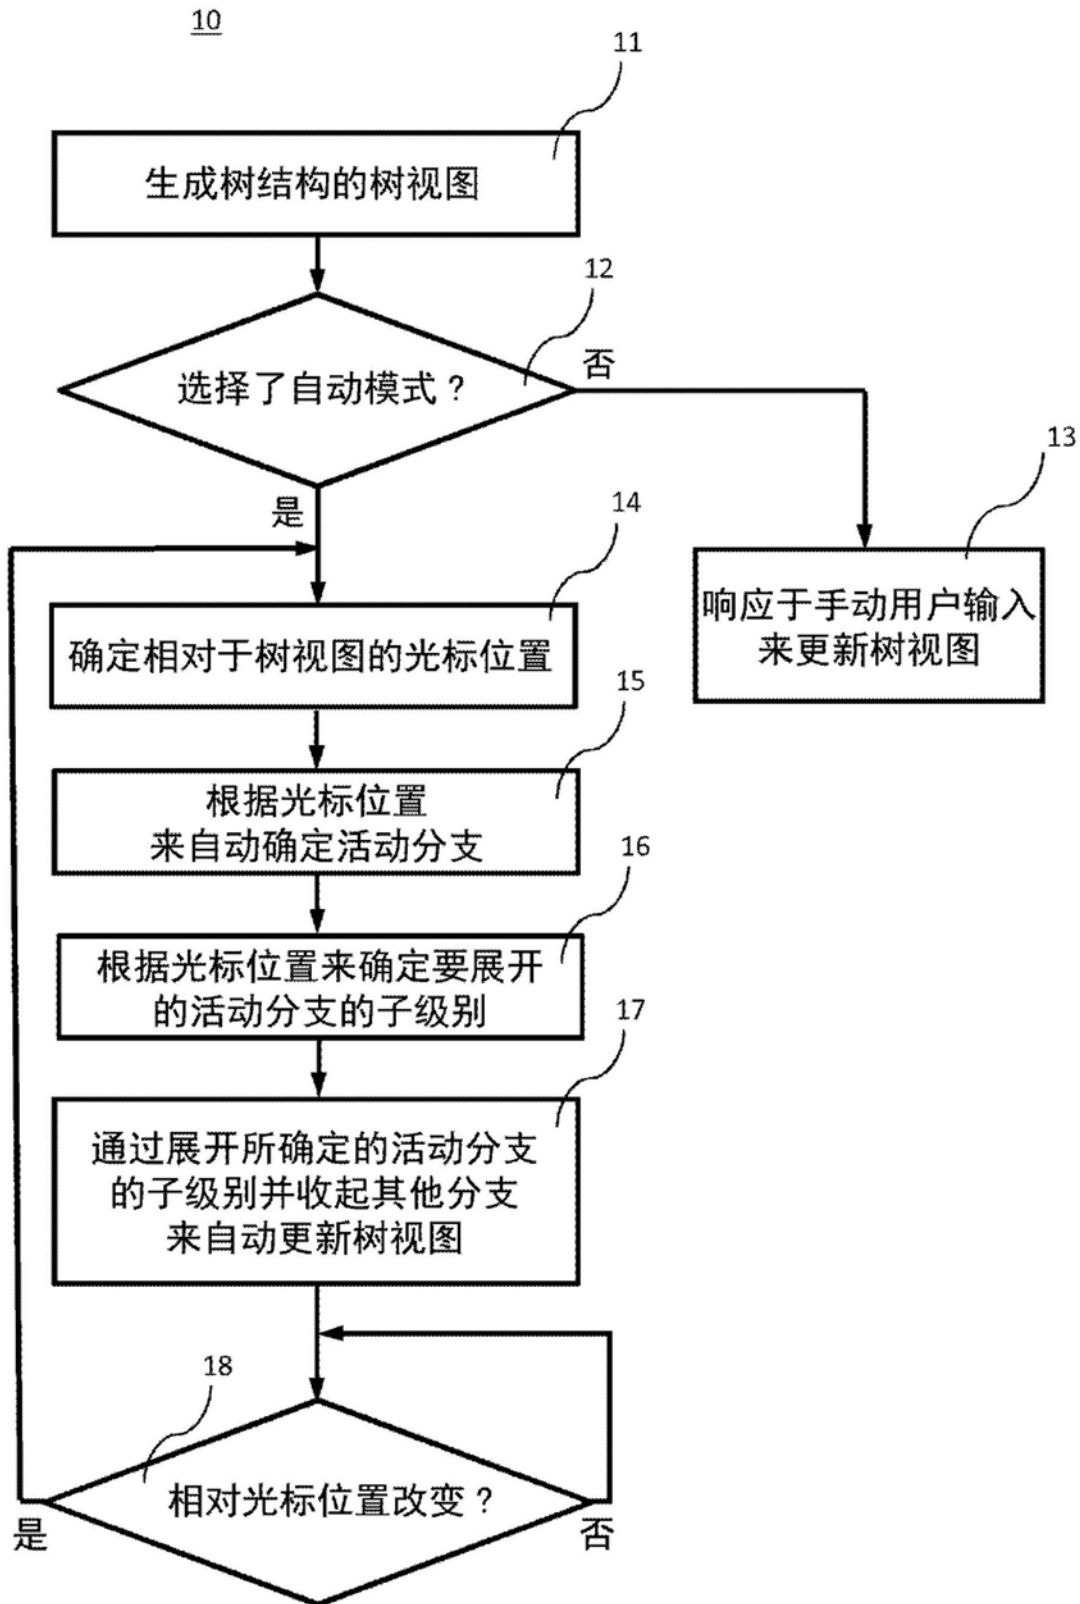 10
11
生成树结构的树视图
12
选择了自动模式？
否
13
是
14
响应于手动用户输入
来更新树视图
确定相对于树视图的光标位置
15
根据光标位置
来自动确定活动分支
16
根据光标位置来确定要展开
的活动分支的子级别
17
通过展开所确定的活动分支
的子级别并收起其他分支
来自动更新树视图
18
相对光标位置改变？
是
否